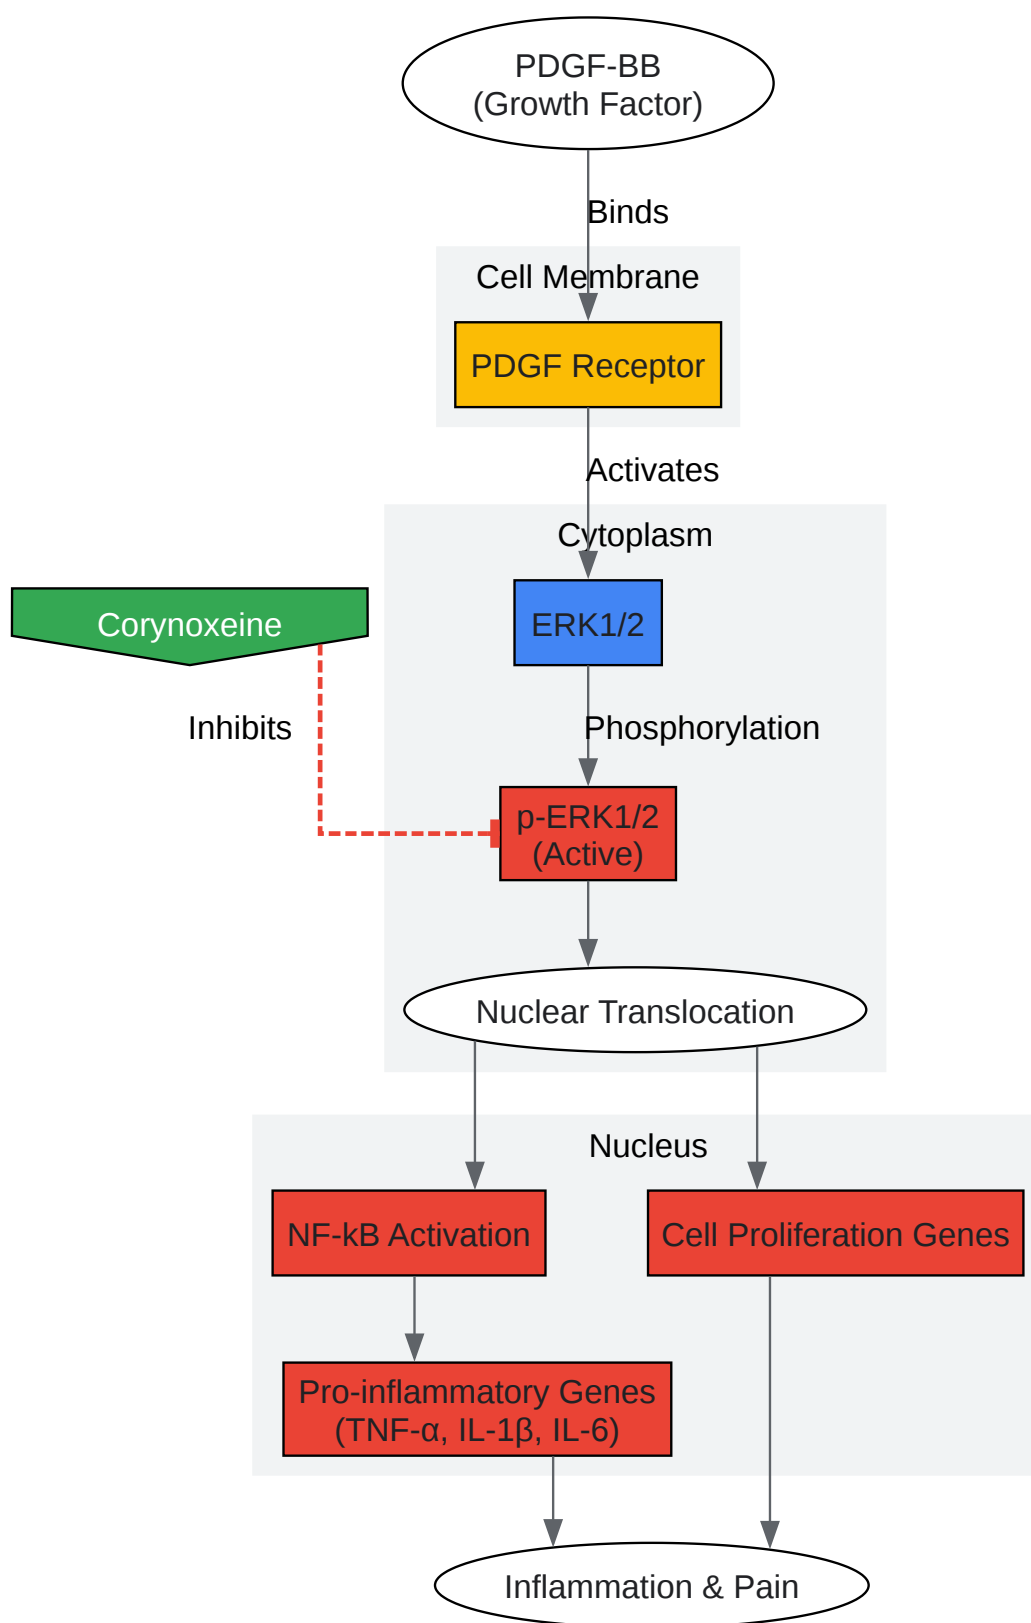 PDGF-BB
(Growth Factor)
Binds
Cell Membrane
PDGF Receptor
Activates
Cytoplasm
Corynoxeine
ERK1/2
Inhibits
Phosphorylation
p-ERK1/2
(Active)
Nuclear Translocation
Nucleus
NF-kB Activation
Cell Proliferation Genes
Pro-inflammatory Genes
(TNF-α, IL-1β, IL-6)
Inflammation & Pain